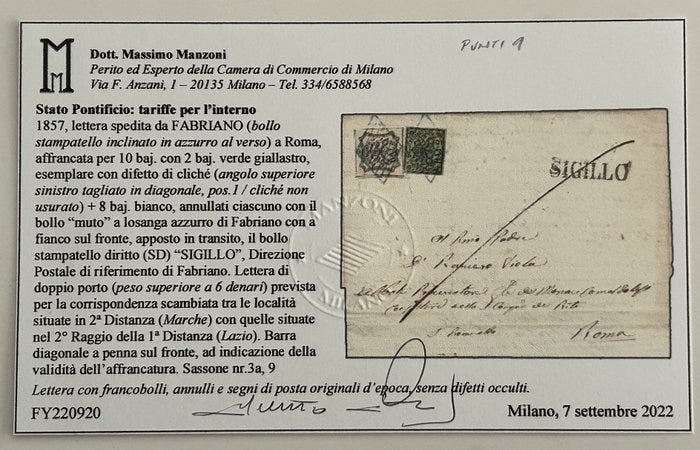 PUNTI 9
Dott. Massimo Manzoni
Perito ed Esperto della Camera di Commercio di Milano
Via F. Anzani, 1 – 20135 Milano – Tel. 334/6588568
Stato Pontificio: tariffe per l'interno
1857, lettera spedita da FABRIANO (bollo
stampatello inclinato in azzurro al verso) a Roma,
affrancata per 10 baj. con 2 baj. verde giallastro,
esemplare con difetto di cliché (angolo superiore
sinistro tagliato in diagonale, pos.1 / cliché non
usurato) + 8 baj. bianco, annullati ciascuno con il
bollo "muto" a losanga azzurro di Fabriano con a
fianco sul fronte, apposto in transito, il bollo
stampatello diritto (SD) "SIGILLO", Direzione
Postale di riferimento di Fabriano. Lettera di
doppio porto (peso superiore a 6 denari) prevista
per la corrispondenza scambiata tra le località
situate in 2ª Distanza (Marche) con quelle situate
nel 2° Raggio della 1ª Distanza (Lazio). Barra
diagonale a penna sul fronte, ad indicazione della
validità dell'affrancatura. Sassone nr.3a, 9
Lettera con francobolli, annulli e segni di posta originali d'epoca, senza difetti occulti.
FY220920
Milano, 7 settembre 2022
SIGILLO
Al Rmo Padre
Roma
MANZONI
MILANO